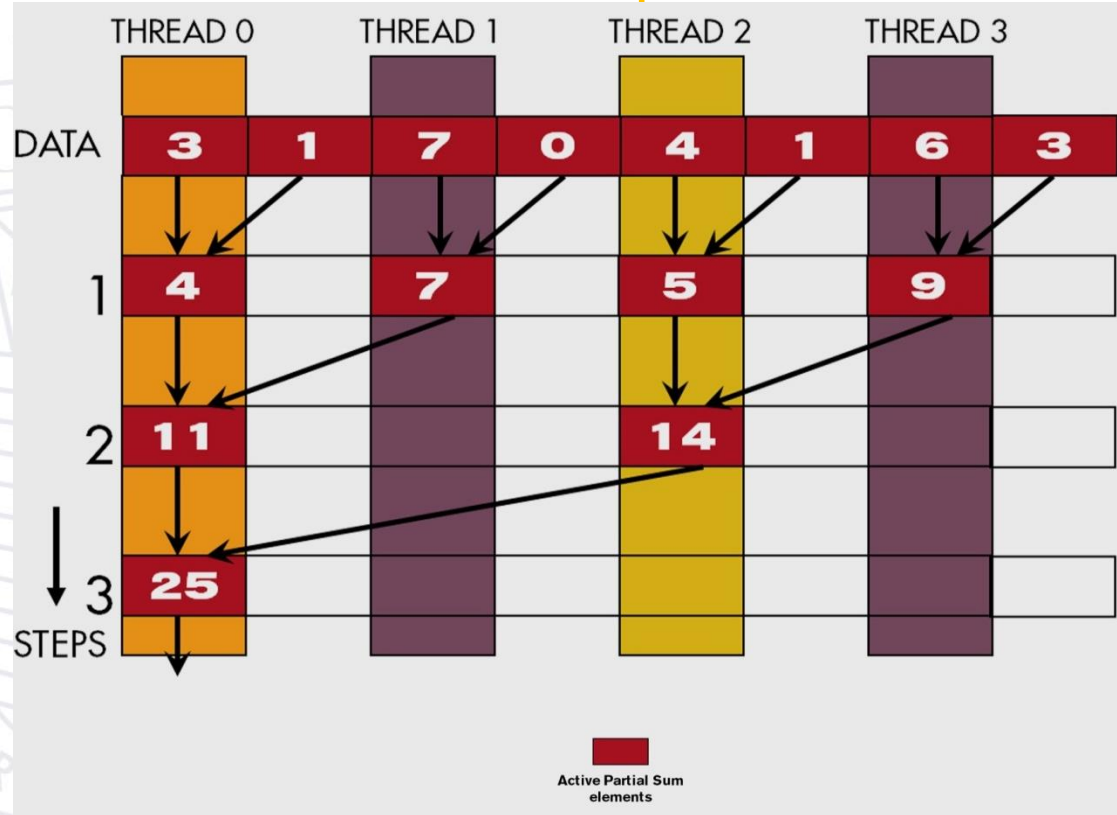 THREAD 0 THREAD 1 THREAD 2 THREAD 3
DATA 3 1 7 0 4 1 6 3
1 4 7 5 9
2 11 14
3 25
STEPS
Active Partial Sum
elements